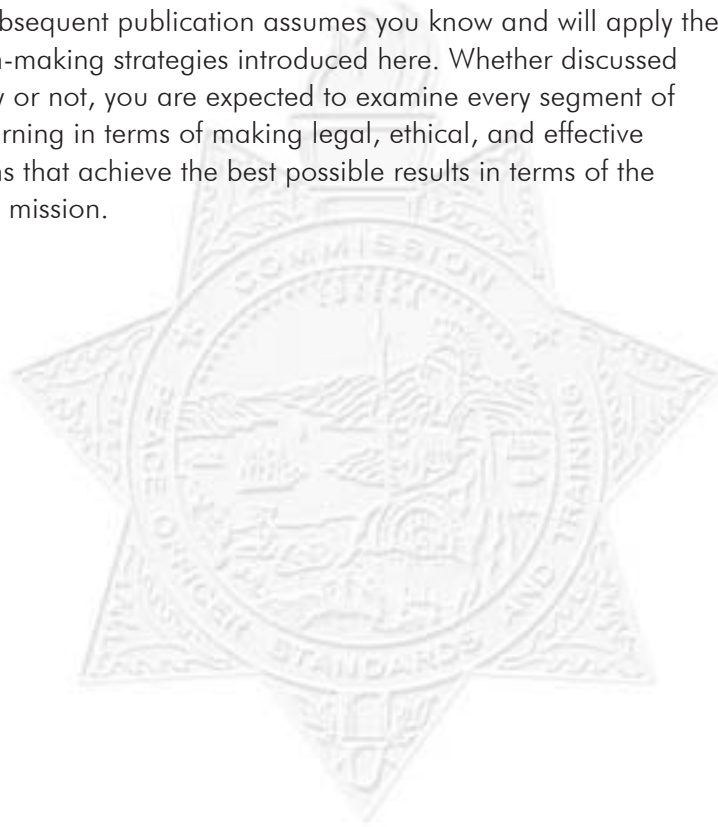 bsequent publication assumes you know and will apply the
-making strategies introduced here. Whether discussed
or not, you are expected to examine every segment of
rning in terms of making legal, ethical, and effective
s that achieve the best possible results in terms of the
mission.
COMMISSION
PEACE OFFICER STANDARDS AND TRAINING